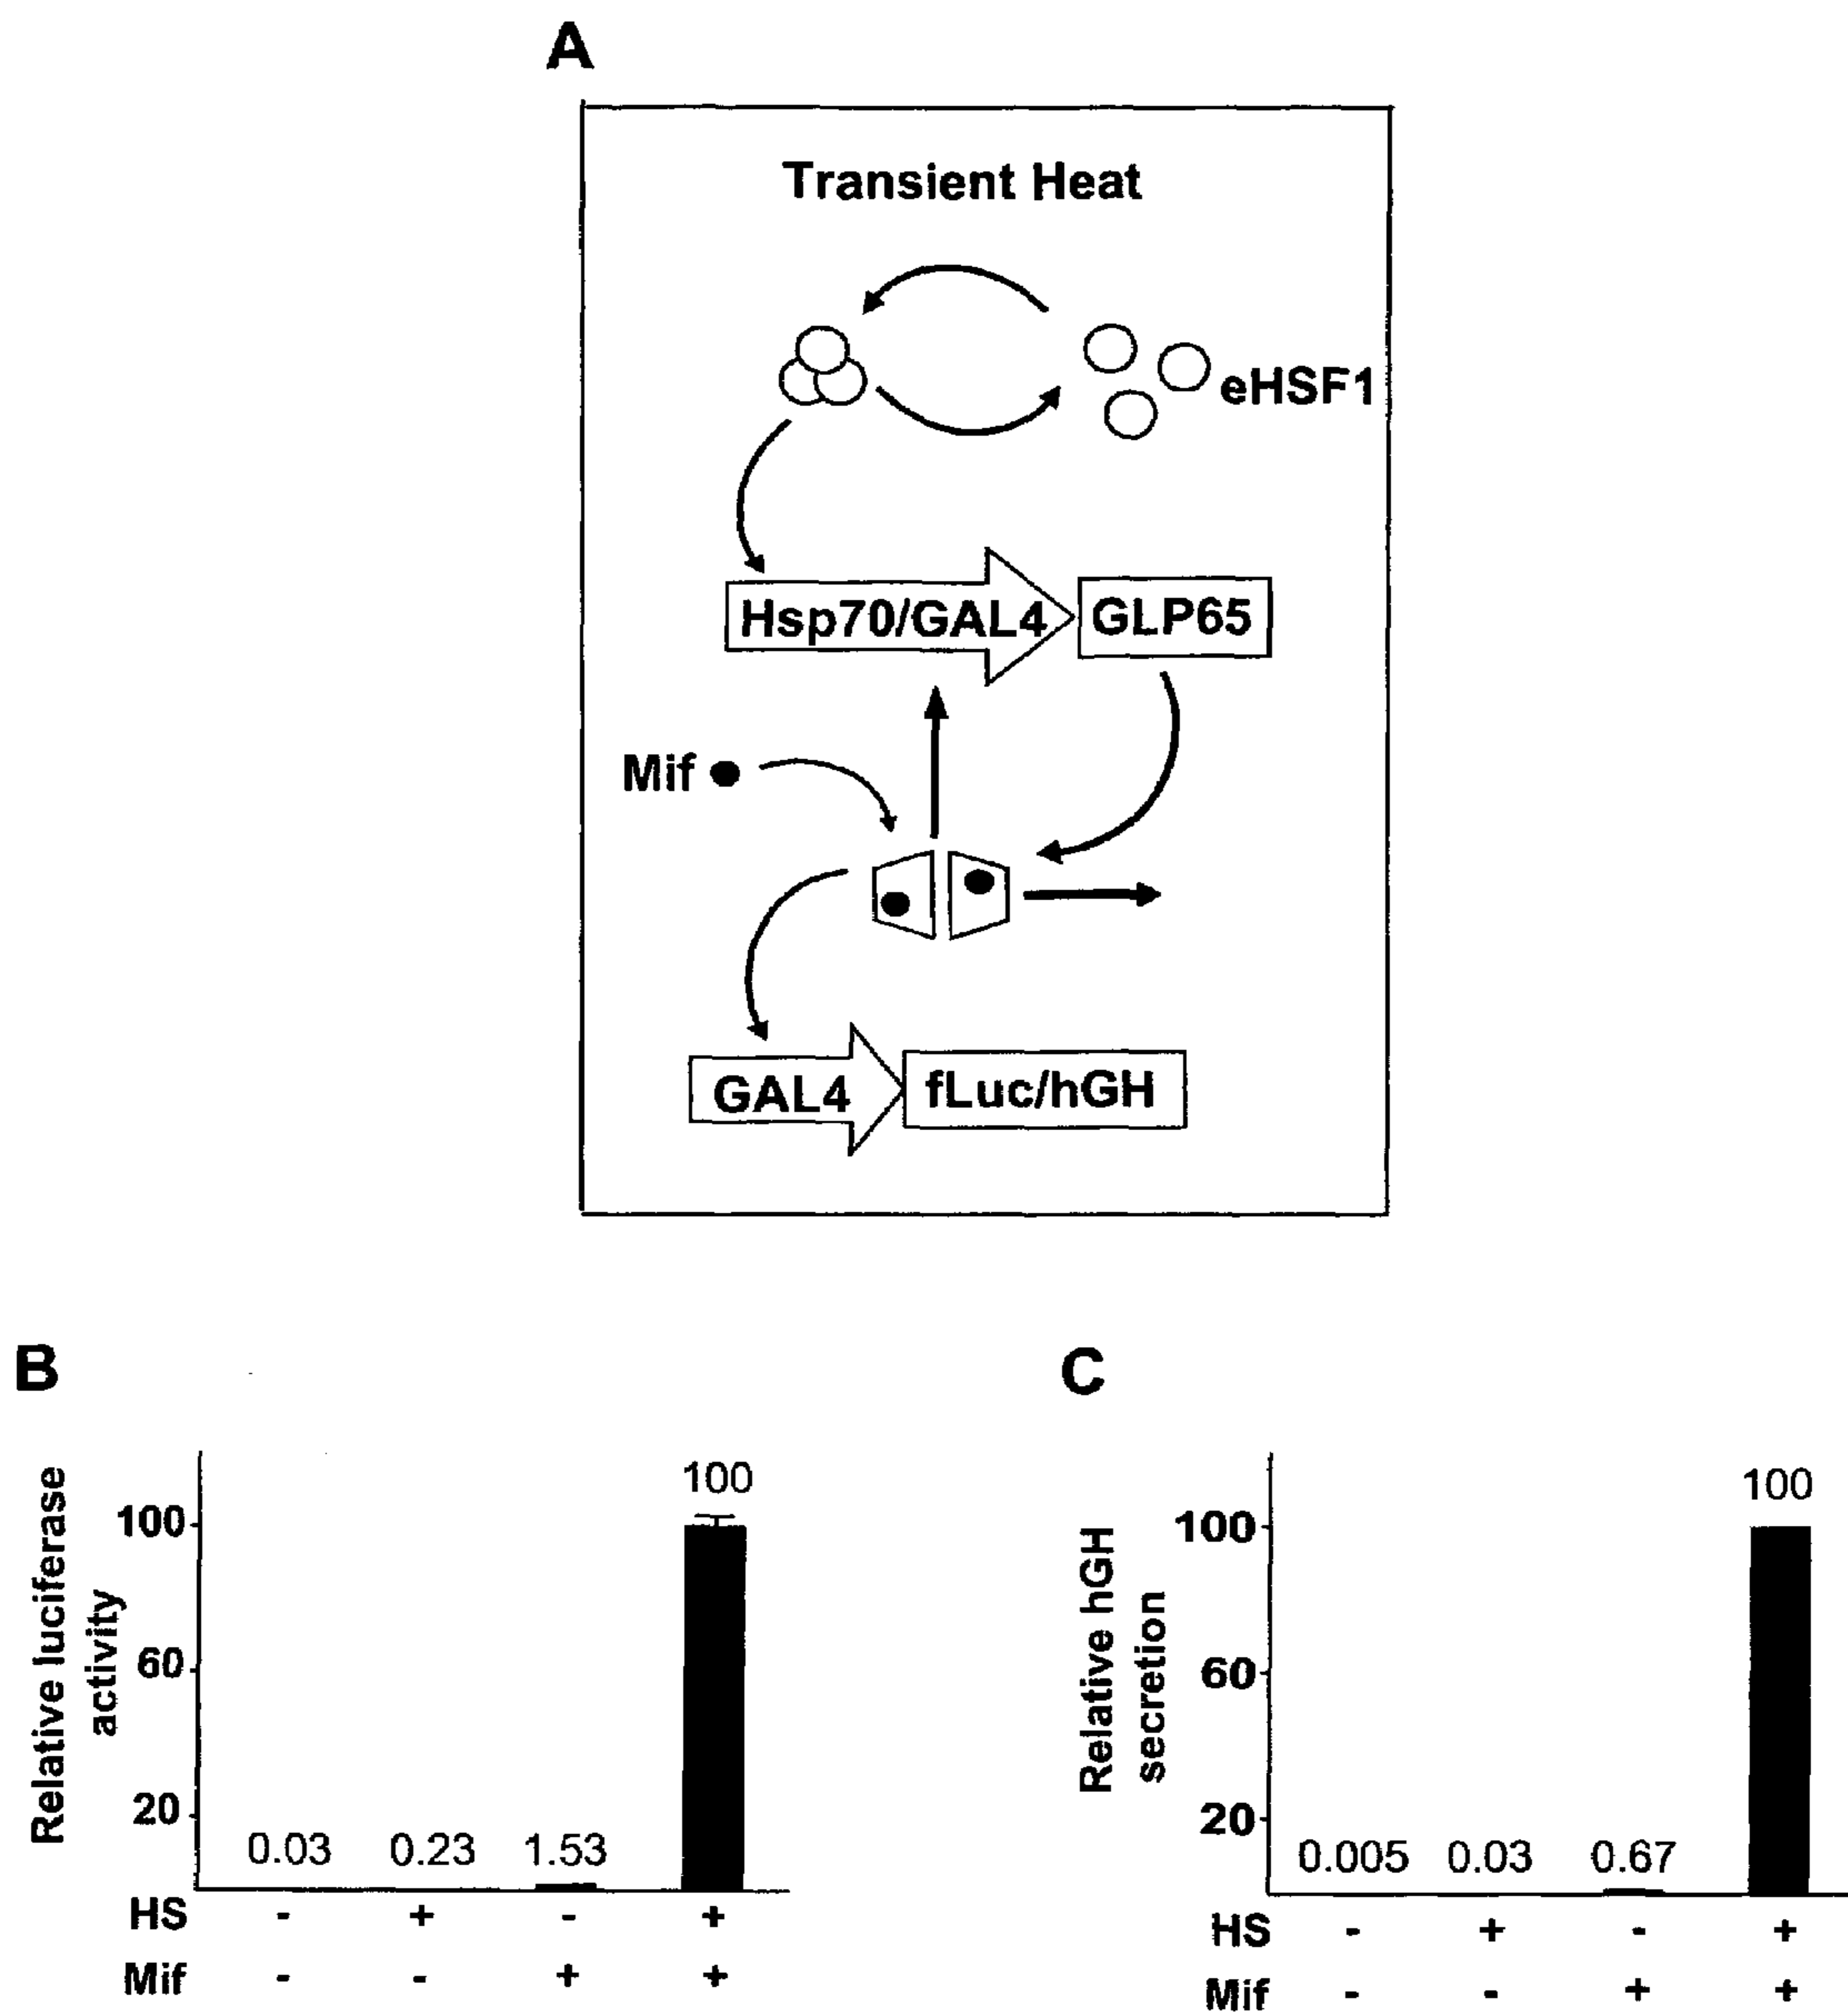 A
Transient Heat
eHSF1
Hsp70/GAL4 GLP65
Mif
GAL4 fLuc/hGH
B
Relative luciferase
activity
100
60
20
0.03 0.23 1.53 100
HS - + - +
Mif - - + +
C
Relative hGH
secretion
100
60
20
0.005 0.03 0.67 100
HS - + - +
Mif - - + +